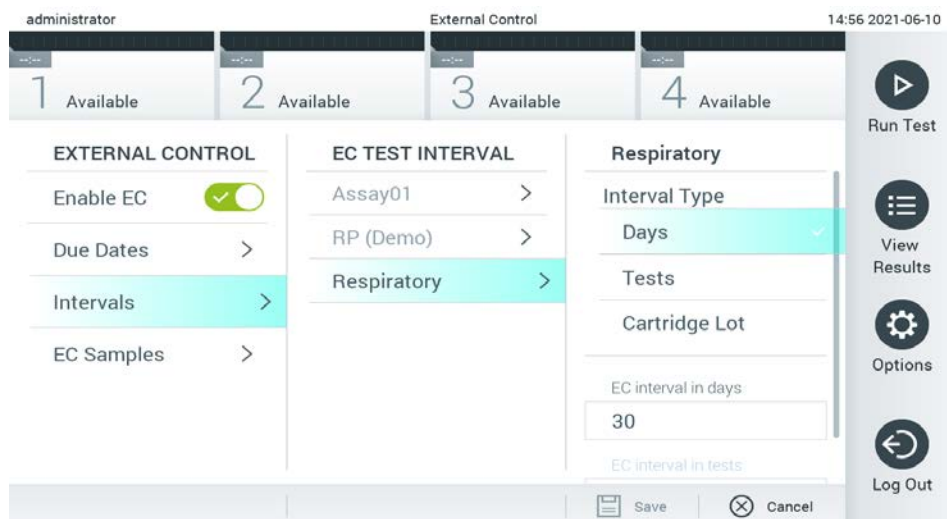 administrator External Control 14:56 2021-06-10
--:-- --:-- --:-- --:--
1 Available 2 Available 3 Available 4 Available
Run Test
View
Results
Options
Log Out
EXTERNAL CONTROL
Enable EC
Due Dates
Intervals
EC Samples
EC TEST INTERVAL
Assay01
RP (Demo)
Respiratory
Respiratory
Interval Type
Days
Tests
Cartridge Lot
EC interval in days
30
EC interval in tests
Save Cancel